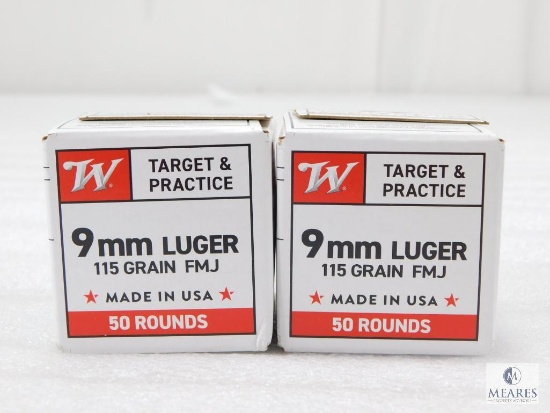 W
TARGET &
PRACTICE
9mm LUGER
115 GRAIN FMJ
★ MADE IN USA ★
50 ROUNDS
W
TARGET &
PRACTICE
9mm LUGER
115 GRAIN FMJ
★ MADE IN USA ★
50 ROUNDS
M
MEARES